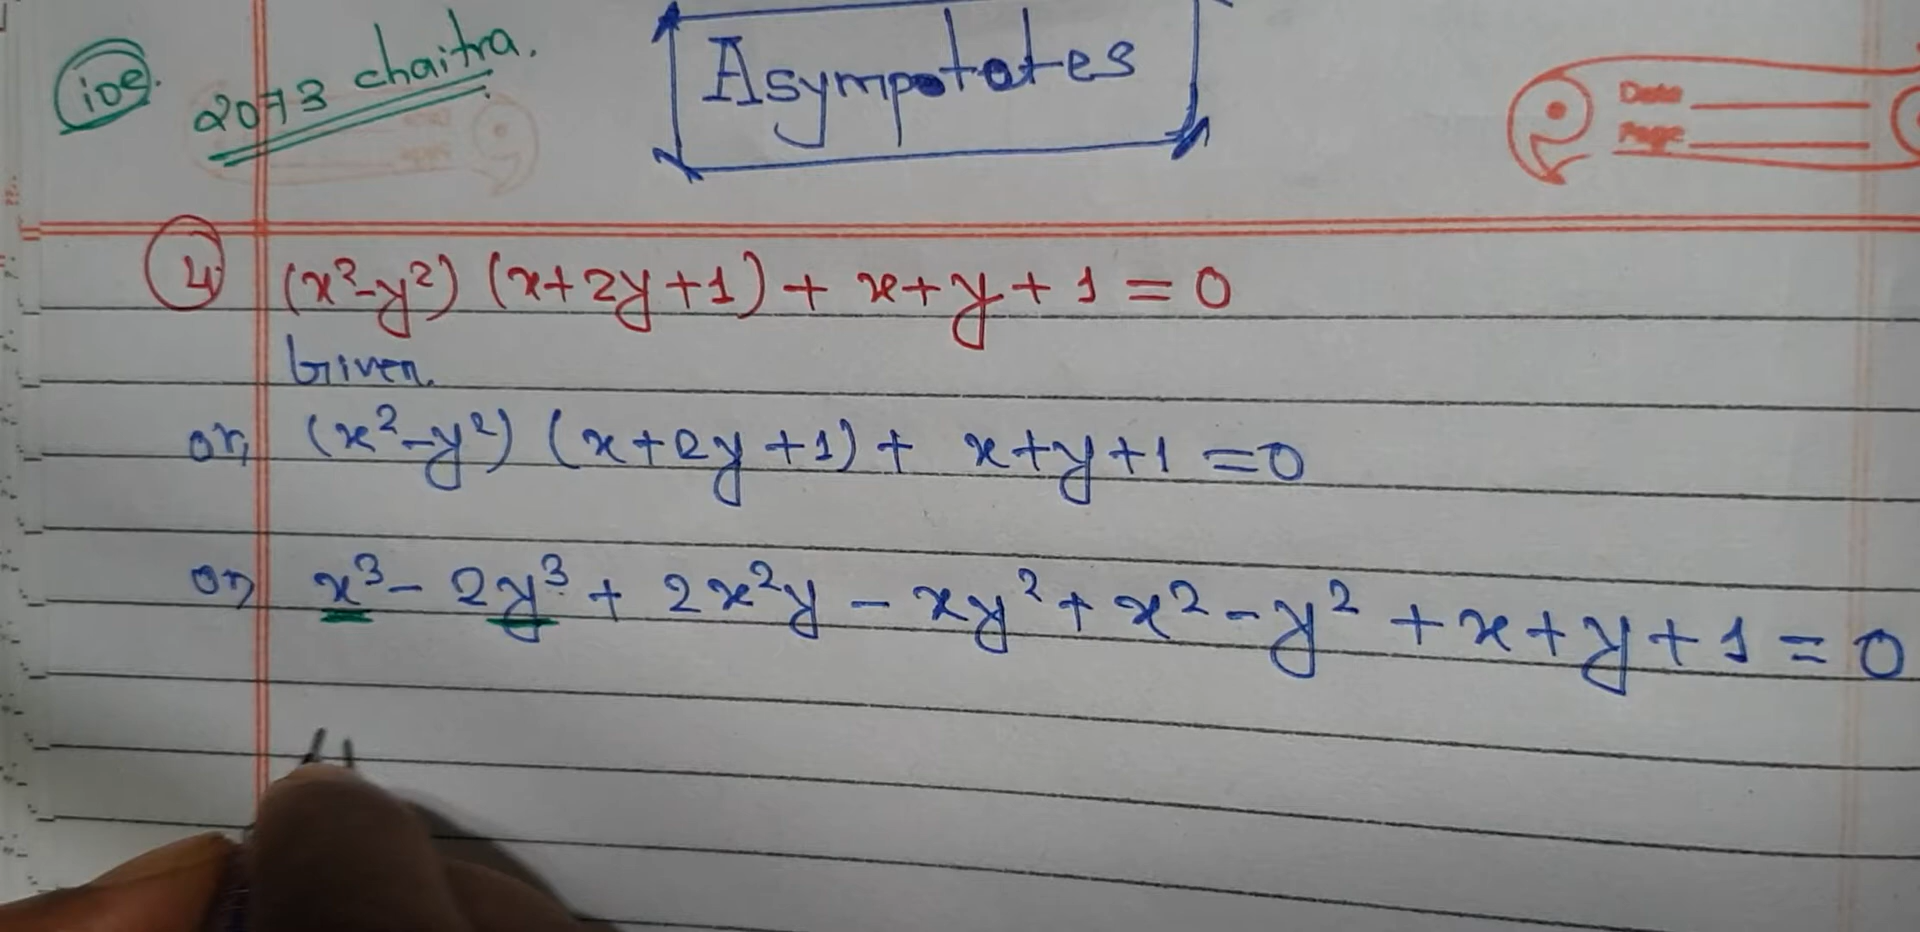 ioe.
2073 chaitra.
Asympotates
Date
Page
4. (x²-y²) (x+2y+1) + x+y+1 = 0
Given.
or, (x²-y²) (x+2y+1) + x+y+1 = 0
or, x³- 2y³ + 2x²y - xy² + x² - y² + x + y + 1 = 0